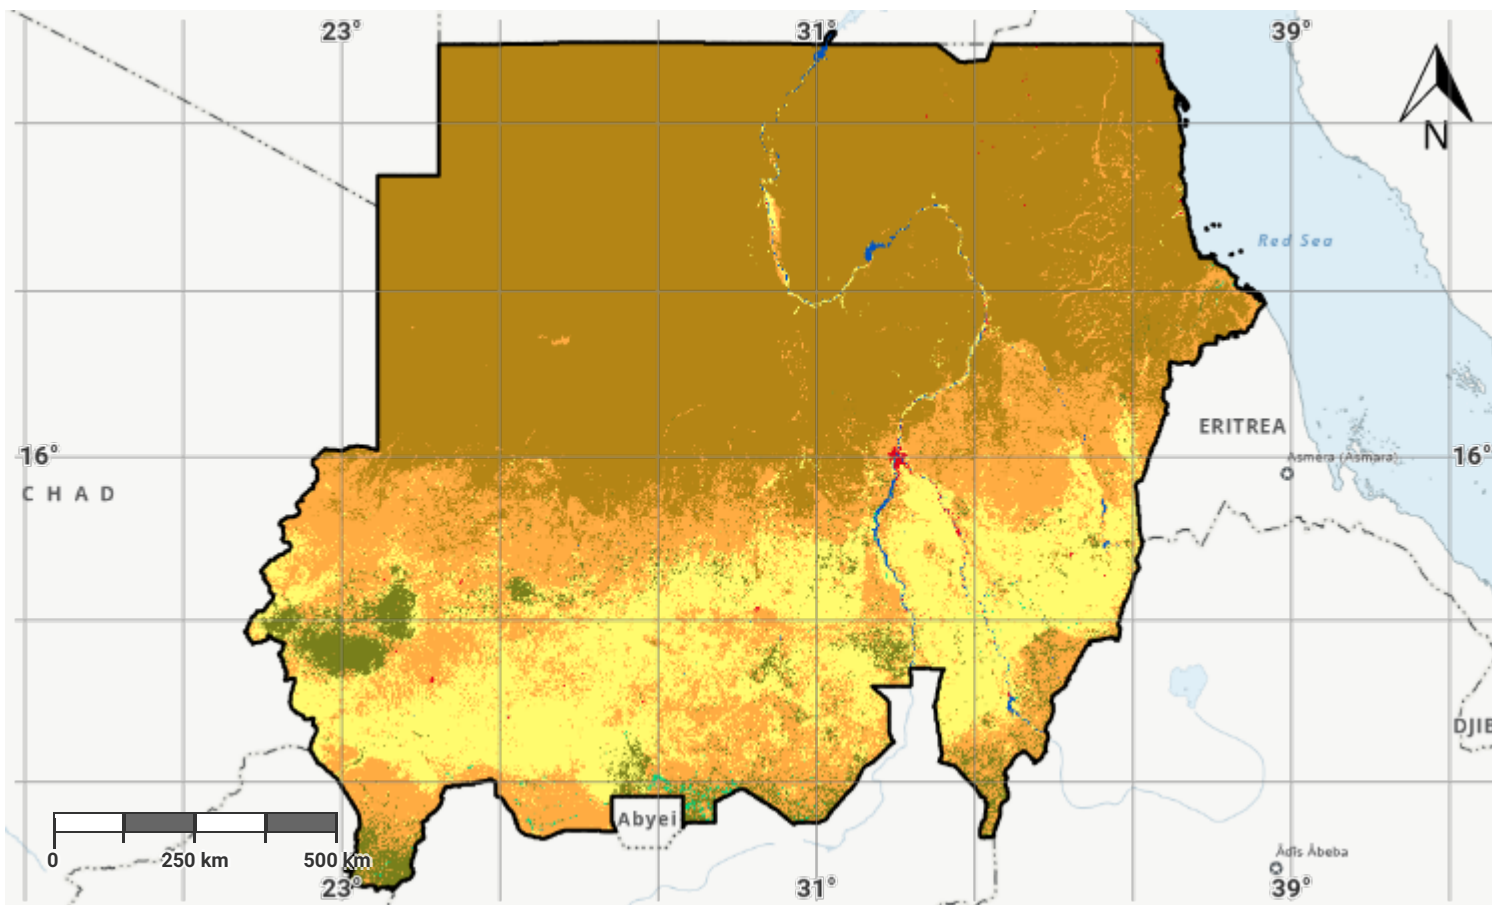 23° 31° 39°
N
Red Sea
ERITREA
16° 16°
Asmera (Asmara)
CHAD
DJIB
Abyei
0 250 km 500 km
Ādīs Ābeba
23° 31° 39°